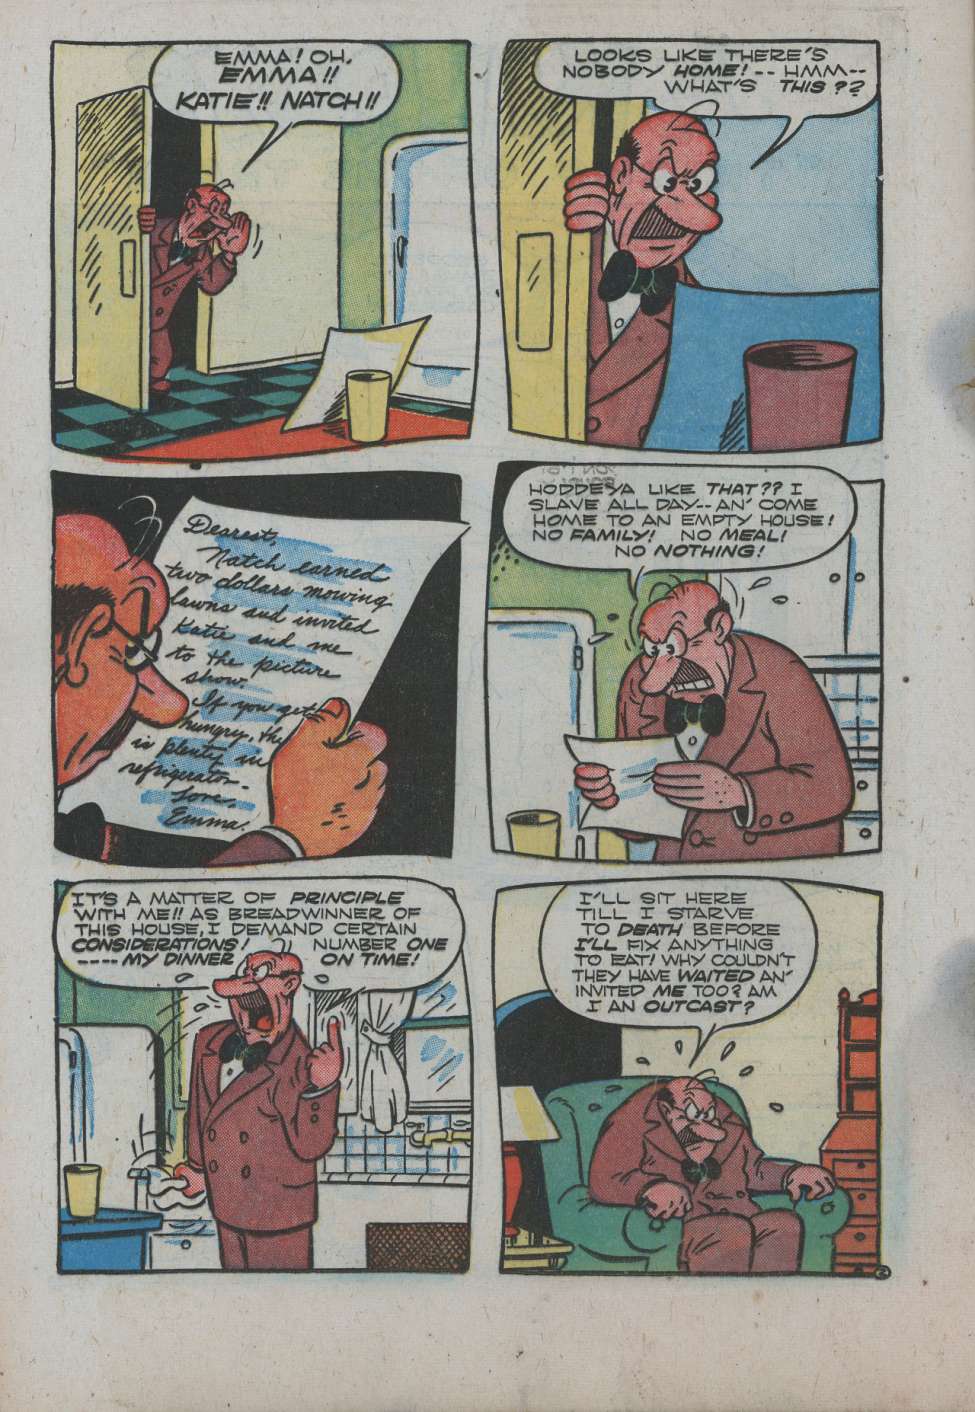 EMMA! OH,
EMMA!!
KATIE!! NATCH!!
LOOKS LIKE THERE'S
NOBODY HOME! -- HMM--
WHAT'S THIS??
Dearest,
Natch earned
two dollars mowing
lawns and invited
Katie and me
to the picture
show.
If you get
hungry, the
is plenty in
refrigerator—
Love,
Emma.
HODDEYA LIKE THAT?? I
SLAVE ALL DAY-- AN' COME
HOME TO AN EMPTY HOUSE!
NO FAMILY! NO MEAL!
NO NOTHING!
IT'S A MATTER OF PRINCIPLE
WITH ME!! AS BREADWINNER OF
THIS HOUSE, I DEMAND CERTAIN
CONSIDERATIONS! NUMBER ONE
---- MY DINNER ON TIME!
I'LL SIT HERE
TILL I STARVE
TO DEATH BEFORE
I'LL FIX ANYTHING
TO EAT! WHY COULDN'T
THEY HAVE WAITED AN'
INVITED ME TOO? AM
I AN OUTCAST?
2